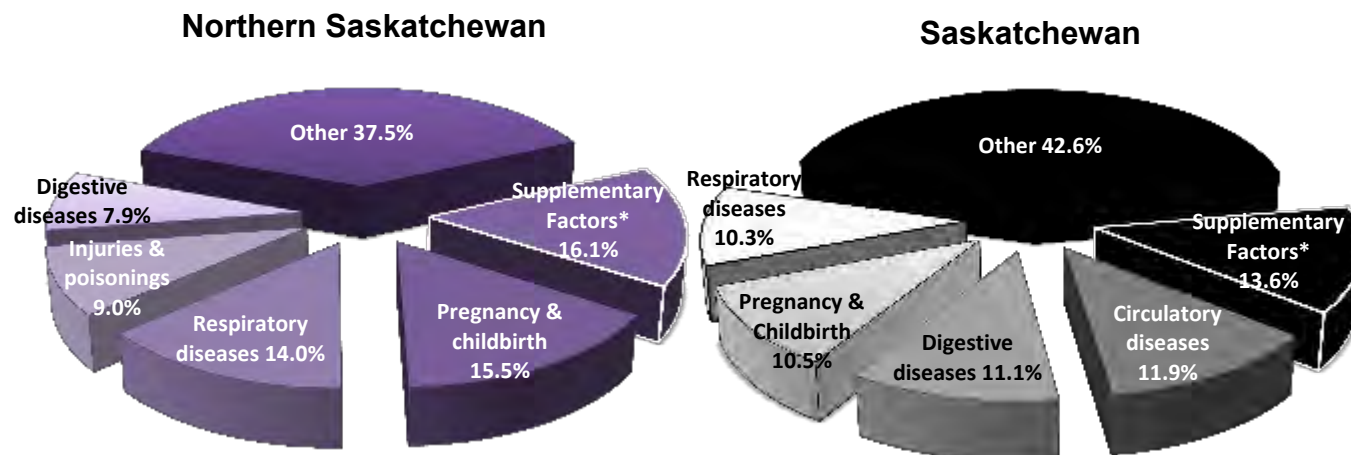 Northern Saskatchewan
Other 37.5%
Digestive
diseases 7.9%
Supplementary
Factors*
16.1%
Injuries &
poisonings
9.0%
Respiratory
diseases 14.0%
Pregnancy &
childbirth
15.5%
Saskatchewan
Other 42.6%
Respiratory
diseases
10.3%
Supplementary
Factors*
13.6%
Pregnancy &
Childbirth
10.5%
Digestive
diseases 11.1%
Circulatory
diseases
11.9%